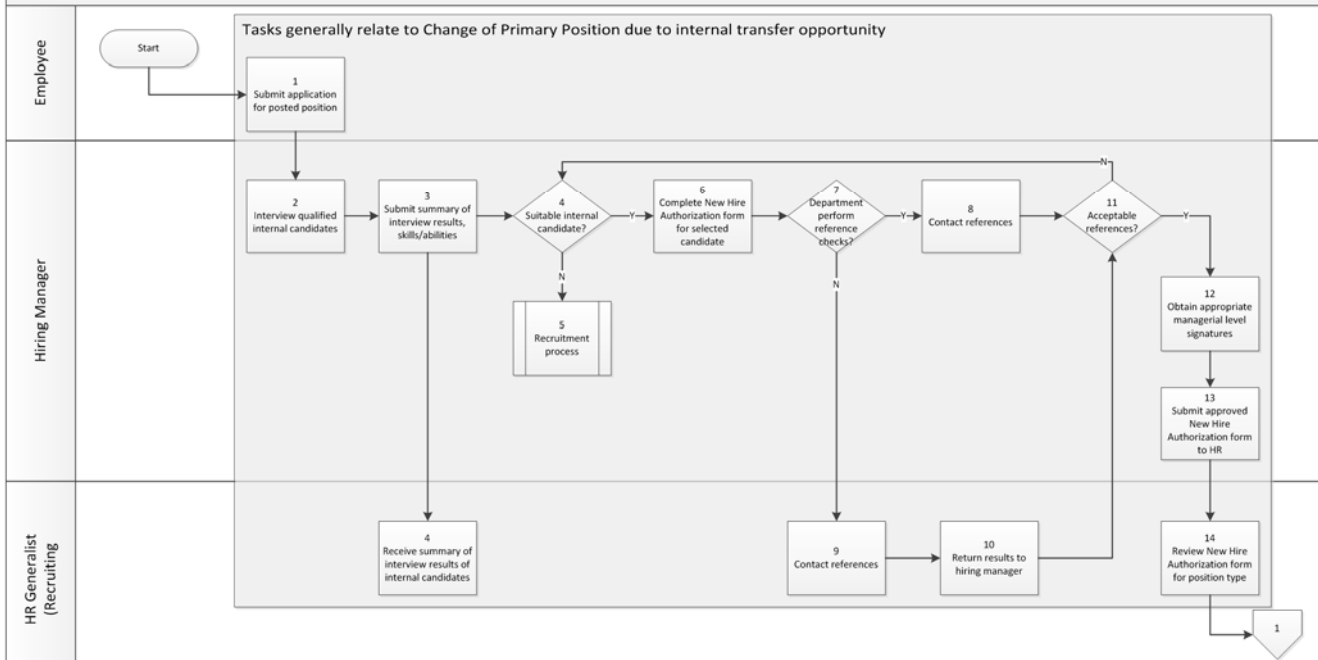 Tasks generally relate to Change of Primary Position due to internal transfer opportunity
Employee
Start
1
Submit application
for posted position
Hiring Manager
2
Interview qualified
internal candidates
3
Submit summary of
interview results,
skills/abilities
4
Suitable internal
candidate?
Y
N
5
Recruitment
process
6
Complete New Hire
Authorization form
for selected
candidate
7
Department
perform
reference
checks?
Y
N
8
Contact references
11
Acceptable
references?
N
Y
12
Obtain appropriate
managerial level
signatures
13
Submit approved
New Hire
Authorization form
to HR
HR Generalist
(Recruiting
4
Receive summary of
interview results of
internal candidates
9
Contact references
10
Return results to
hiring manager
14
Review New Hire
Authorization form
for position type
1